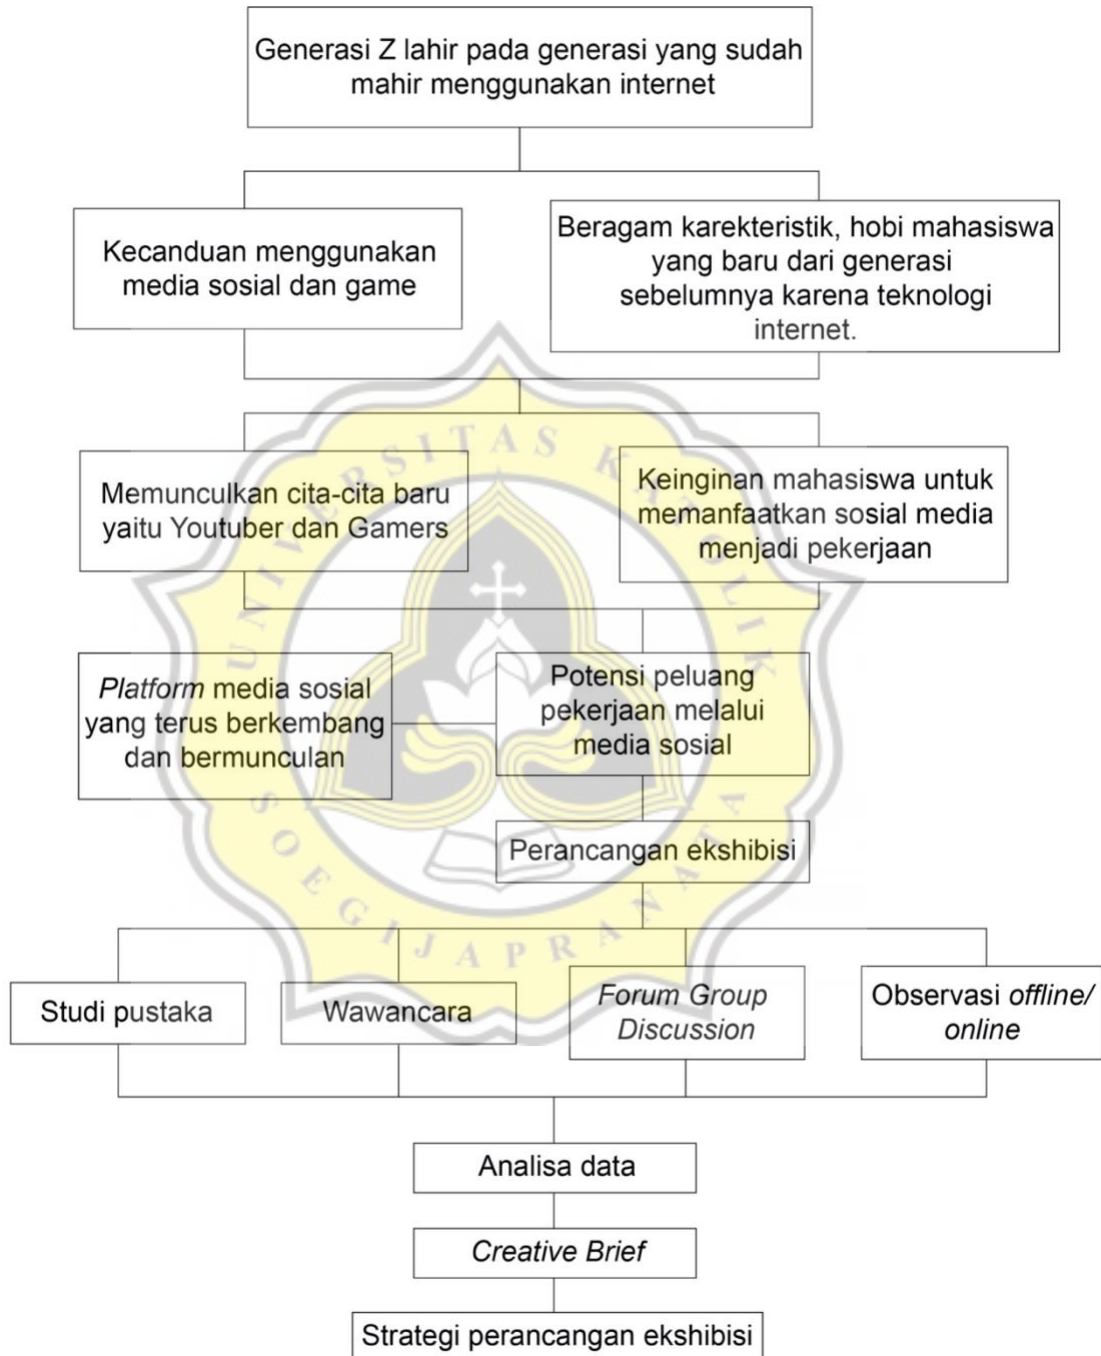 Generasi Z lahir pada generasi yang sudah
mahir menggunakan internet
Kecanduan menggunakan
media sosial dan game
Beragam karekteristik, hobi mahasiswa
yang baru dari generasi
sebelumnya karena teknologi
internet.
Memunculkan cita-cita baru
yaitu Youtuber dan Gamers
Keinginan mahasiswa untuk
memanfaatkan sosial media
menjadi pekerjaan
Platform media sosial
yang terus berkembang
dan bermunculan
Potensi peluang
pekerjaan melalui
media sosial
Perancangan ekshibisi
Studi pustaka
Wawancara
Forum Group
Discussion
Observasi offline/
online
Analisa data
Creative Brief
Strategi perancangan ekshibisi
UNIVERSITAS KATOLIK
SOEGIJAPRANATA